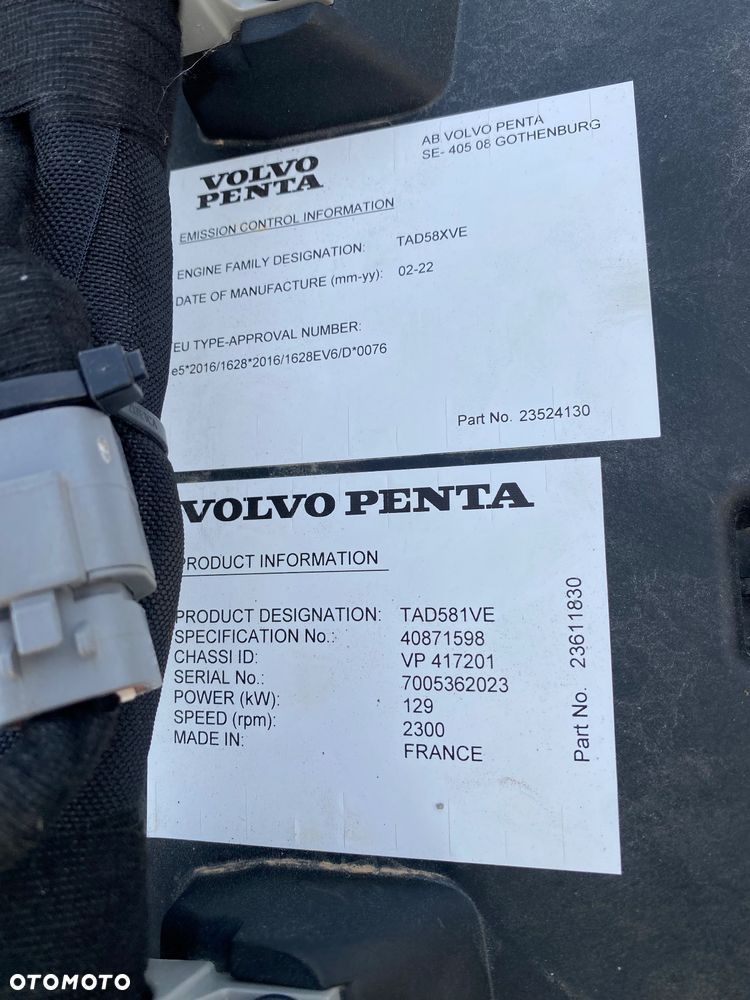 VOLVO
PENTA
AB VOLVO PENTA
SE- 405 08 GOTHENBURG
EMISSION CONTROL INFORMATION
ENGINE FAMILY DESIGNATION: TAD58XVE
DATE OF MANUFACTURE (mm-yy): 02-22
EU TYPE-APPROVAL NUMBER:
e5*2016/1628*2016/1628EV6/D*0076
Part No. 23524130
VOLVO PENTA
PRODUCT INFORMATION
PRODUCT DESIGNATION: TAD581VE
SPECIFICATION No.: 40871598
CHASSI ID: VP 417201
SERIAL No.: 7005362023
POWER (kW): 129
SPEED (rpm): 2300
MADE IN: FRANCE
Part No. 23611830
OTOMOTO